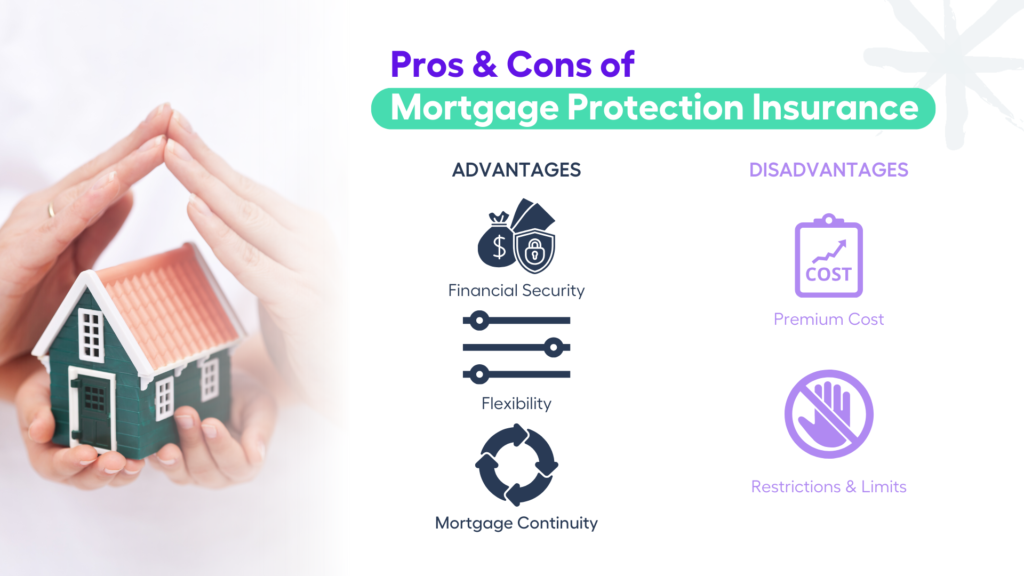 Pros & Cons of
Mortgage Protection Insurance
ADVANTAGES
$
Financial Security
Flexibility
Mortgage Continuity
DISADVANTAGES
COST
Premium Cost
Restrictions & Limits